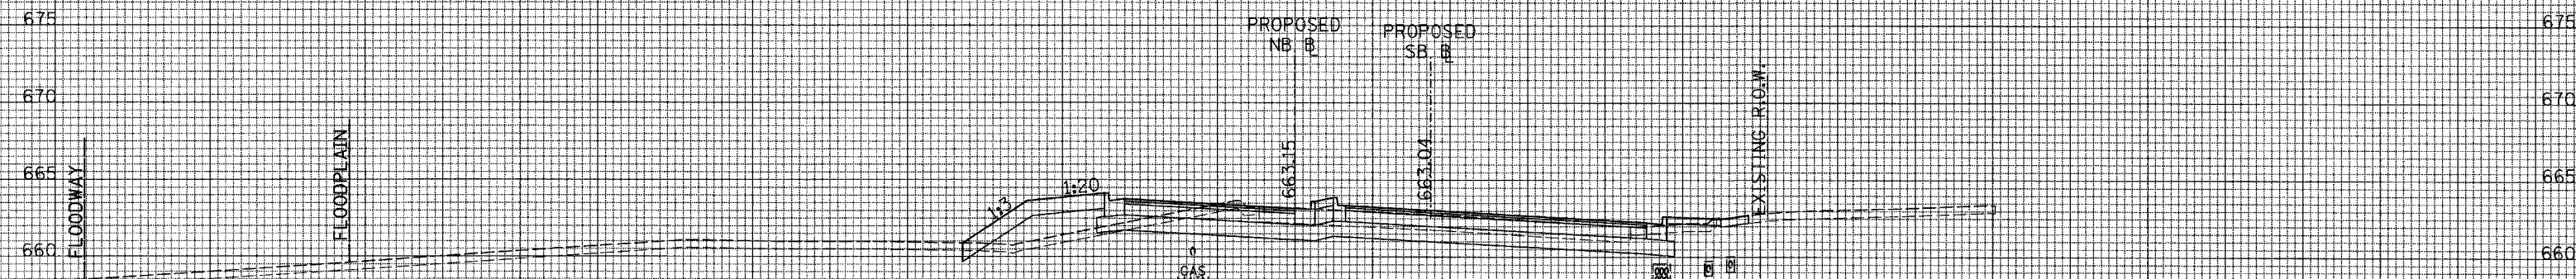 675
675
PROPOSED
NB B
PROPOSED
SB B
670
670
FLOODWAY
FLOODPLAIN
663.15
663.04
EXISTING R.O.W.
665
665
1:3
1:20
660
660
GAS